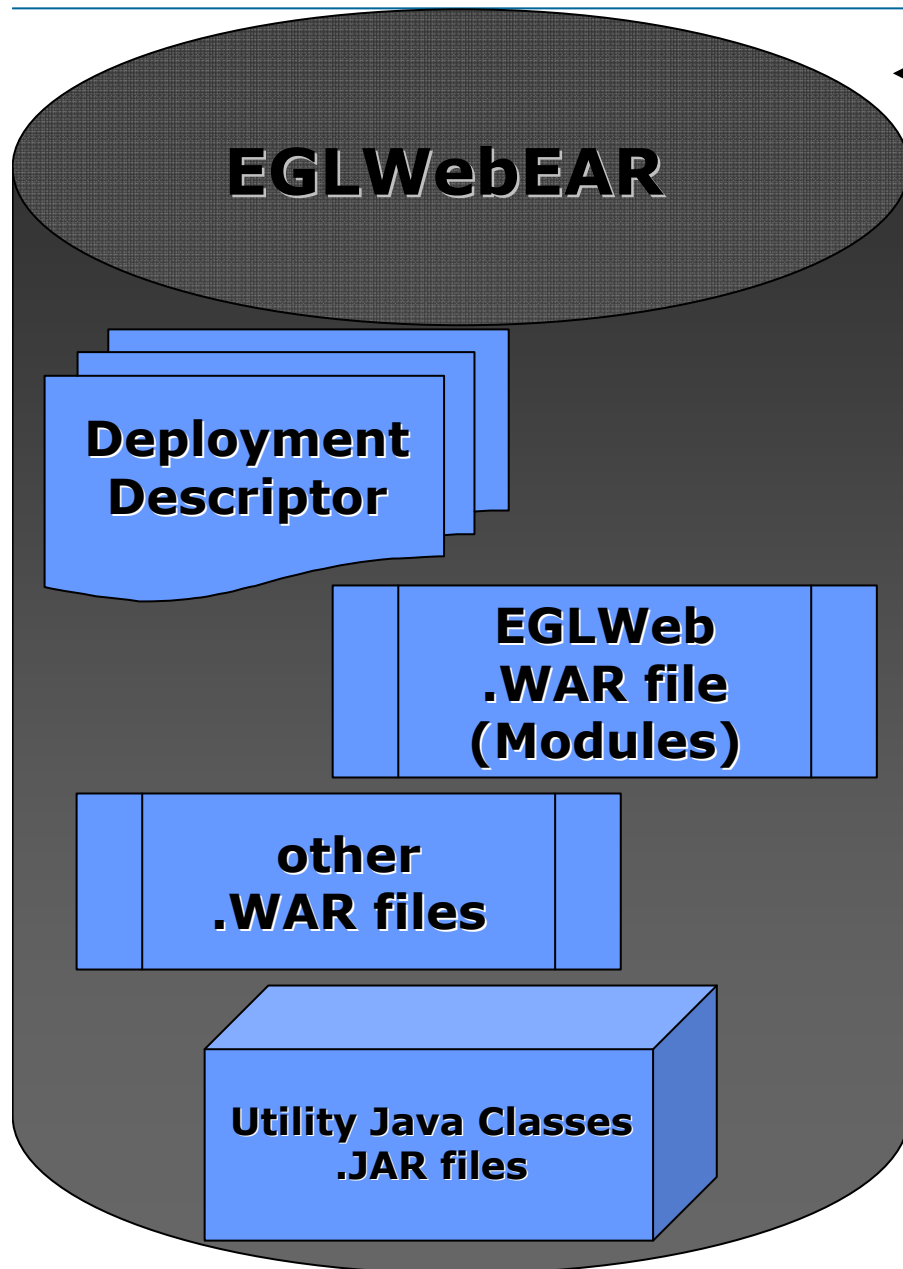 EGLWebEAR
Deployment
Descriptor
EGLWeb
.WAR file
(Modules)
other
.WAR files
Utility Java Classes
.JAR files